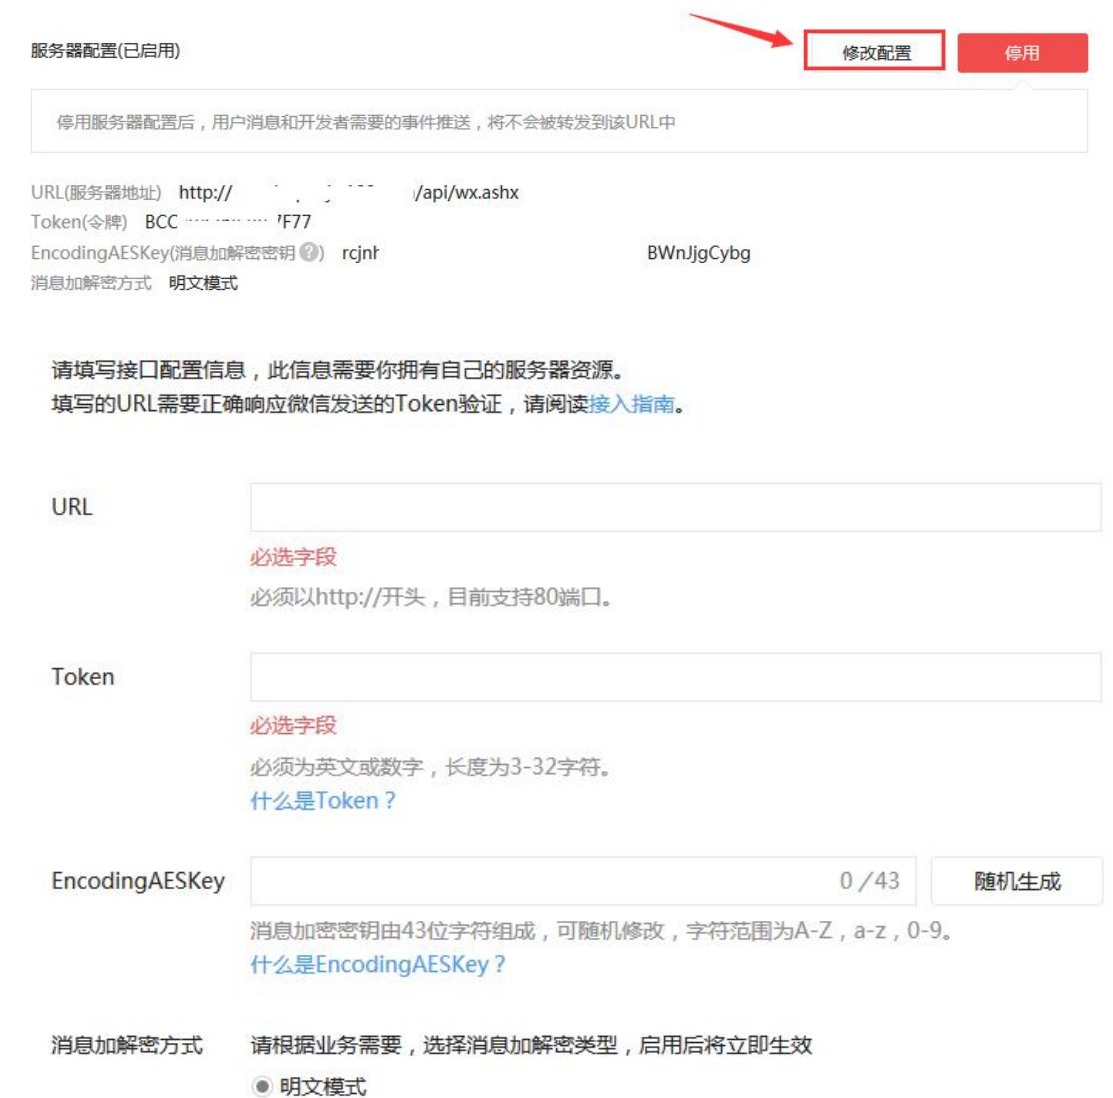 服务器配置(已启用)
修改配置
停用
停用服务器配置后，用户消息和开发者需要的事件推送，将不会被转发到该URL中
URL(服务器地址) http:// /api/wx.ashx
Token(令牌) BCC 7F77
EncodingAESKey(消息加解密密钥 ?) rcjnh BWnJjgCybg
消息加解密方式 明文模式
请填写接口配置信息，此信息需要你拥有自己的服务器资源。
填写的URL需要正确响应微信发送的Token验证，请阅读接入指南。
URL
必选字段
必须以http://开头，目前支持80端口。
Token
必选字段
必须为英文或数字，长度为3-32字符。
什么是Token？
EncodingAESKey
0/43
随机生成
消息加密密钥由43位字符组成，可随机修改，字符范围为A-Z，a-z，0-9。
什么是EncodingAESKey？
消息加解密方式 请根据业务需要，选择消息加解密类型，启用后将立即生效
明文模式